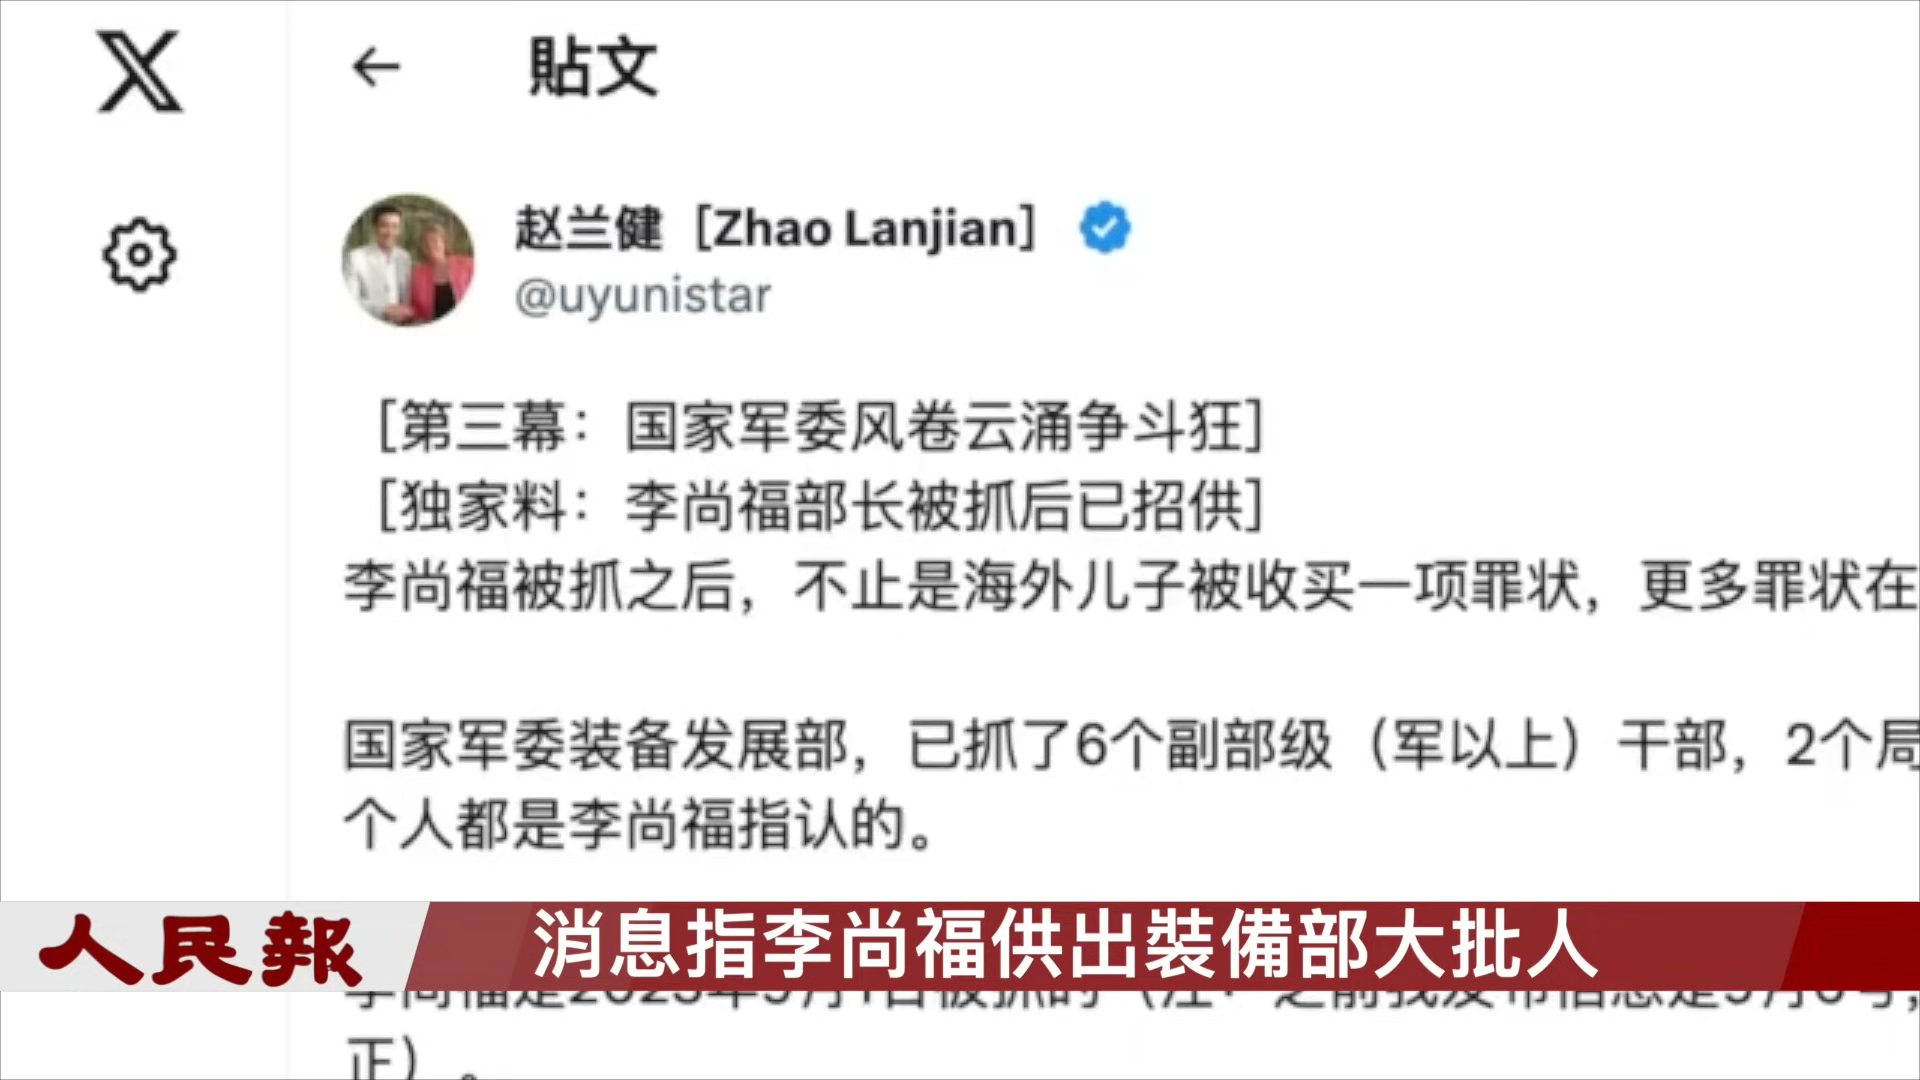 X
貼文
赵兰健 [Zhao Lanjian]
@uyunistar
[第三幕：国家军委风卷云涌争斗狂]
[独家料：李尚福部长被抓后已招供]
李尚福被抓之后，不止是海外儿子被收买一项罪状，更多罪状在
国家军委装备发展部，已抓了6个副部级（军以上）干部，2个局
个人都是李尚福指认的。
人民報
消息指李尚福供出裝備部大批人
正）。